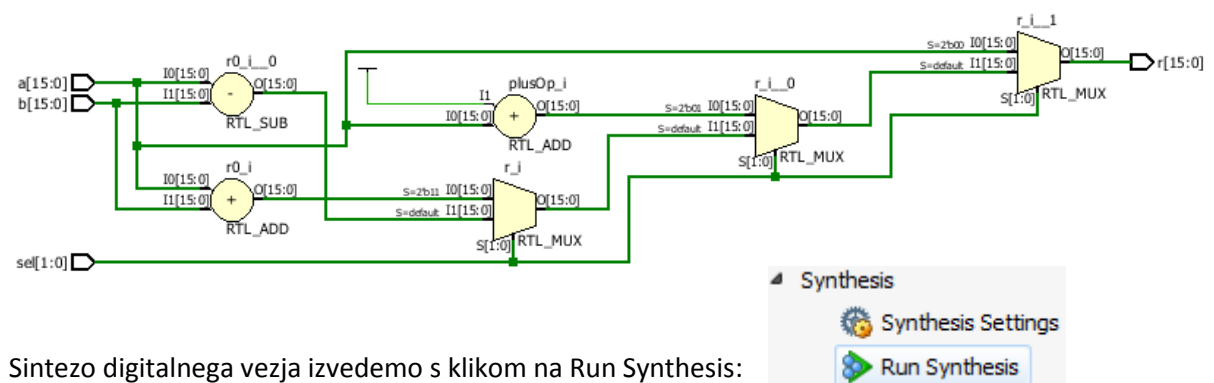 r_i__1
S=2'b00 I0[15:0]
S=default I1[15:0]
O[15:0]
r[15:0]
S[1:0]
RTL_MUX
r0_i__0
a[15:0]
b[15:0]
I0[15:0]
I1[15:0]
O[15:0]
-
RTL_SUB
plusOp_i
I1
I0[15:0]
O[15:0]
+
RTL_ADD
r_i__0
S=2'b01 I0[15:0]
S=default I1[15:0]
O[15:0]
S[1:0]
RTL_MUX
r0_i
I0[15:0]
I1[15:0]
O[15:0]
+
RTL_ADD
r_i
S=2'b11 I0[15:0]
S=default I1[15:0]
O[15:0]
S[1:0]
RTL_MUX
sel[1:0]
Synthesis
Synthesis Settings
Sintezo digitalnega vezja izvedemo s klikom na Run Synthesis:
Run Synthesis